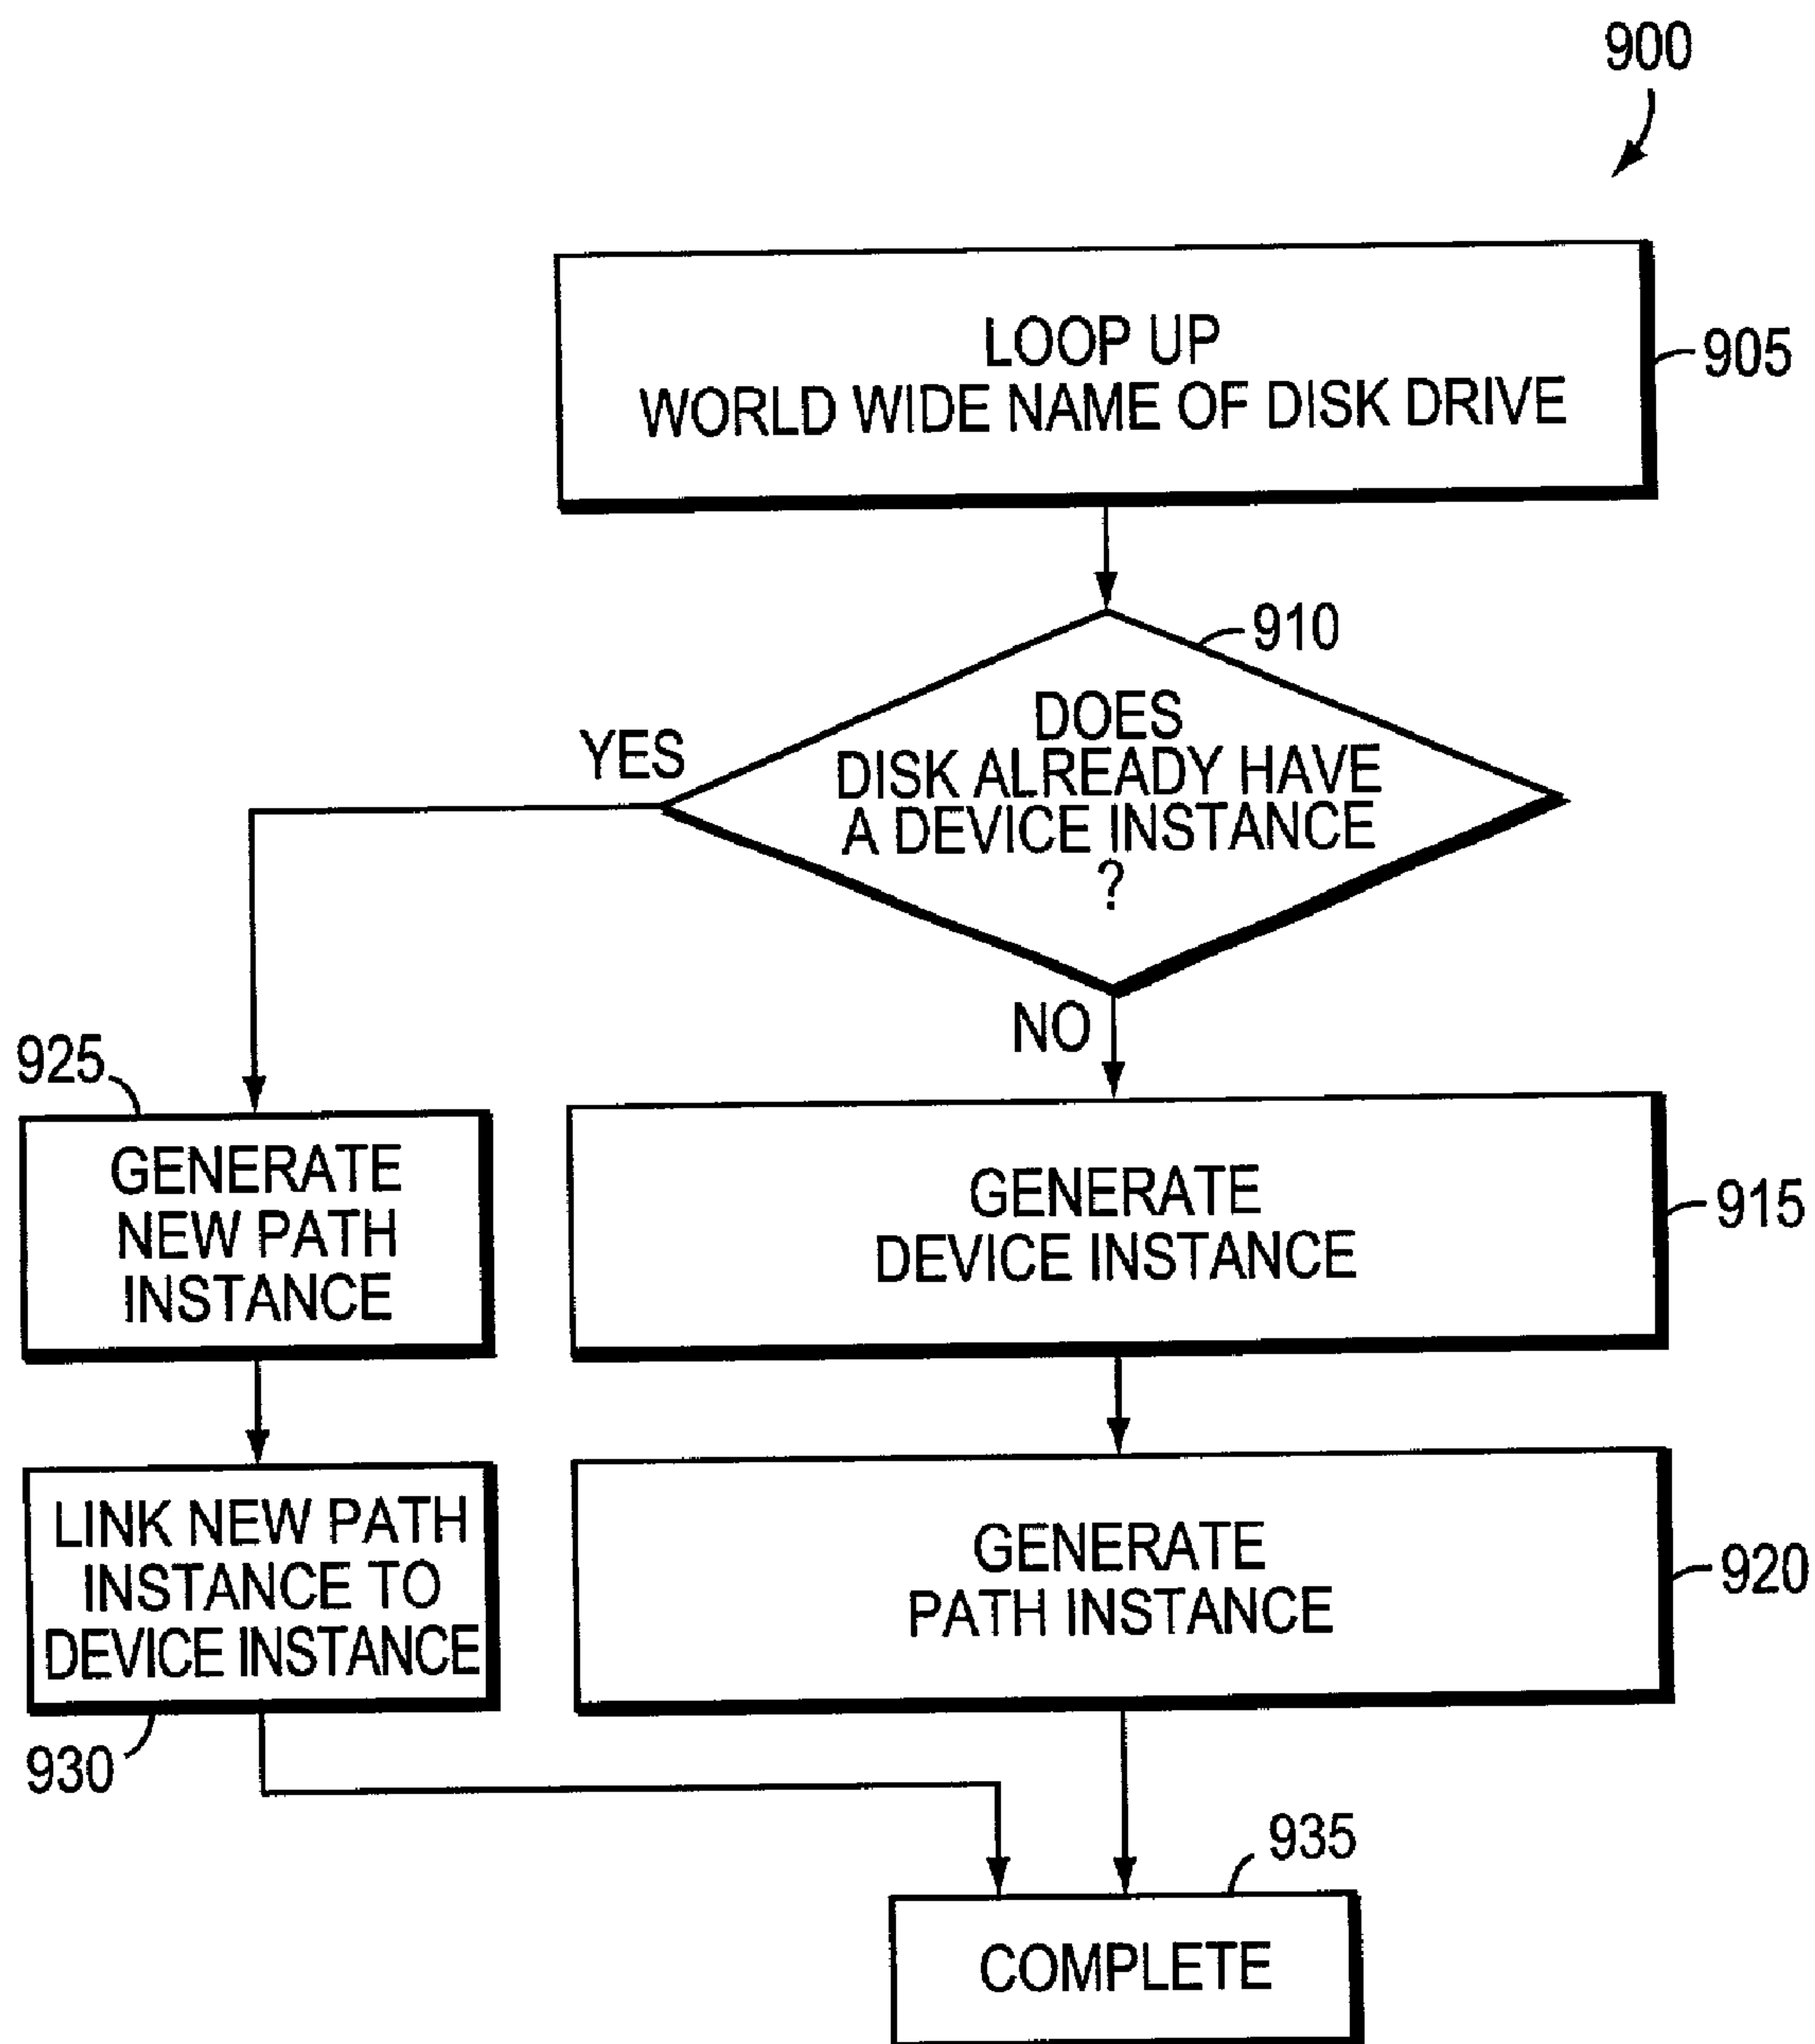 900
LOOP UP
WORLD WIDE NAME OF DISK DRIVE
905
910
DOES
DISK ALREADY HAVE
A DEVICE INSTANCE
?
YES
NO
925
GENERATE
NEW PATH
INSTANCE
GENERATE
DEVICE INSTANCE
915
LINK NEW PATH
INSTANCE TO
DEVICE INSTANCE
930
GENERATE
PATH INSTANCE
920
935
COMPLETE